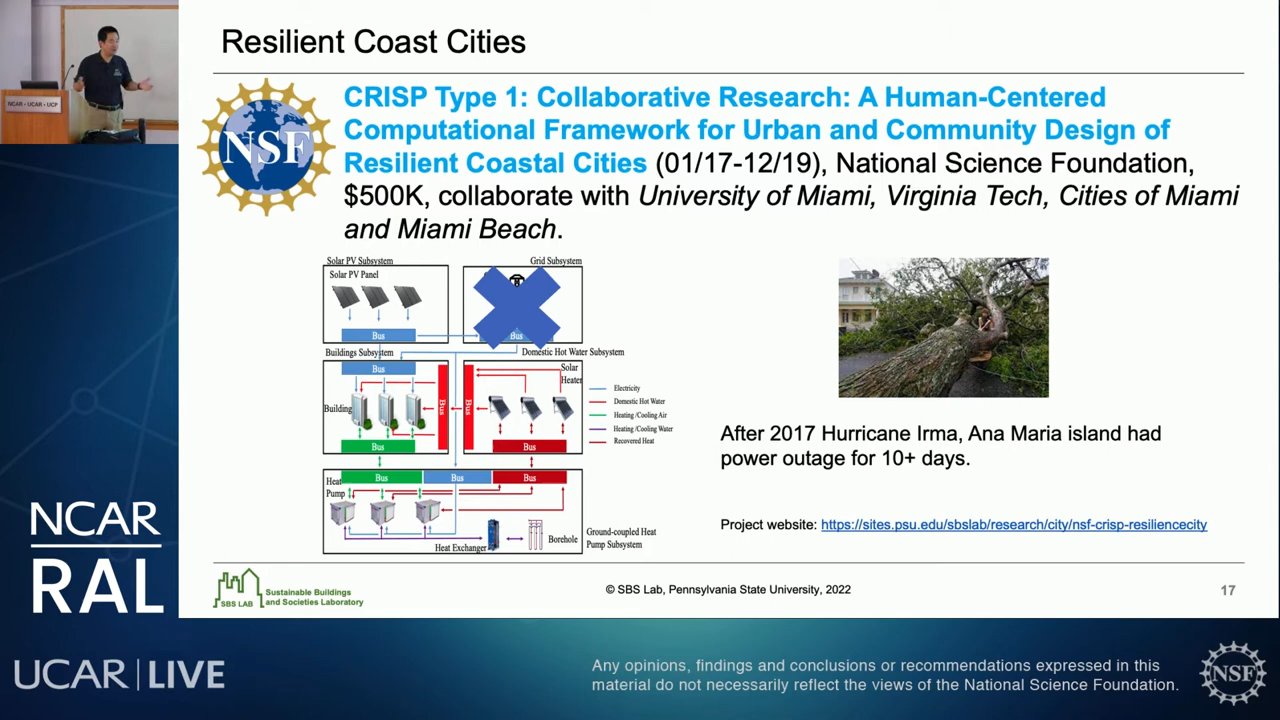 Resilient Coast Cities
NCAR • UCAR • UCP
NSF
CRISP Type 1: Collaborative Research: A Human-Centered
Computational Framework for Urban and Community Design of
Resilient Coastal Cities (01/17-12/19), National Science Foundation,
$500K, collaborate with University of Miami, Virginia Tech, Cities of Miami
and Miami Beach.
Solar PV Subsystem
Grid Subsystem
Solar PV Panel
Bus
Bus
Buildings Subsystem
Domestic Hot Water Subsystem
Bus
Solar
Heater
Building
Bus
Bus
Bus
Bus
Electricity
Domestic Hot Water
Heating /Cooling Air
Heating /Cooling Water
Recovered Heat
Heat
Pump
Bus
Bus
Bus
Heat Exchanger
Borehole
Ground-coupled Heat
Pump Subsystem
After 2017 Hurricane Irma, Ana Maria island had
power outage for 10+ days.
Project website: https://sites.psu.edu/sbslab/research/city/nsf-crisp-resiliencecity
SBS LAB
Sustainable Buildings
and Societies Laboratory
© SBS Lab, Pennsylvania State University, 2022
17
NCAR
RAL
UCAR | LIVE
Any opinions, findings and conclusions or recommendations expressed in this
material do not necessarily reflect the views of the National Science Foundation.
NSF